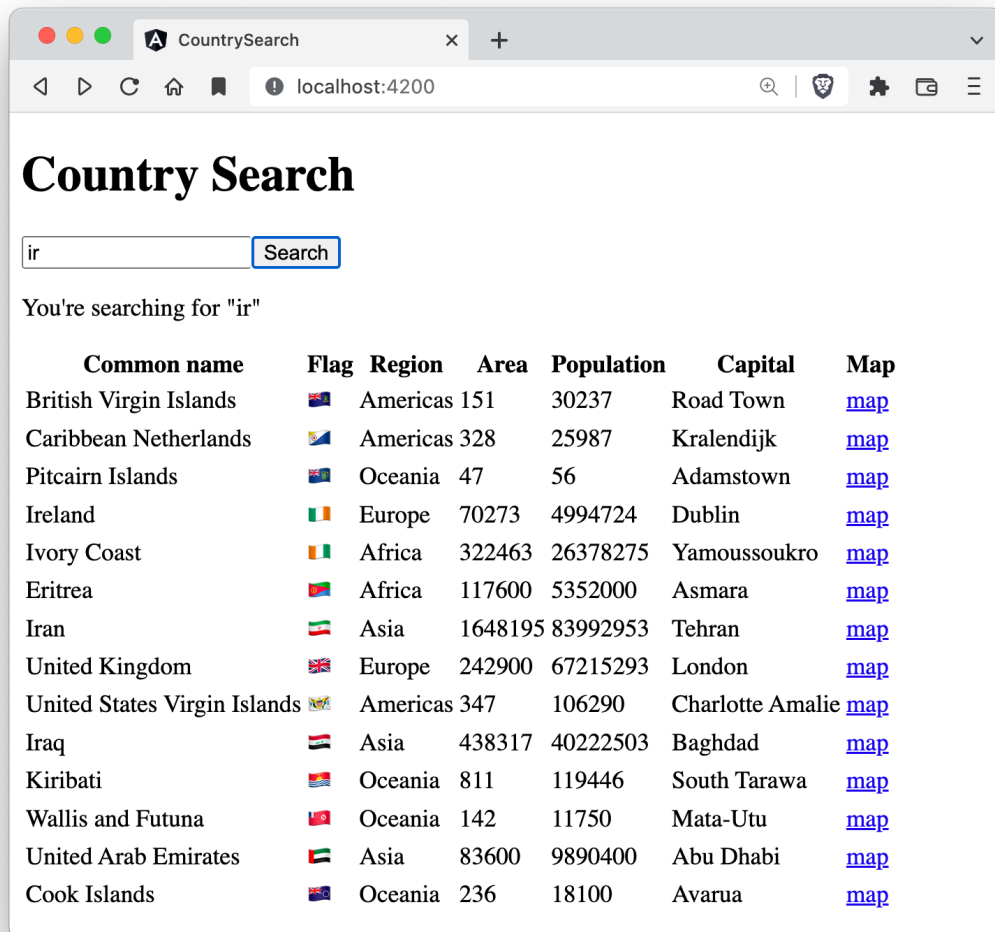 CountrySearch
localhost:4200
Country Search
ir Search
You're searching for "ir"
Common name Flag Region Area Population Capital Map
British Virgin Islands Americas 151 30237 Road Town map
Caribbean Netherlands Americas 328 25987 Kralendijk map
Pitcairn Islands Oceania 47 56 Adamstown map
Ireland Europe 70273 4994724 Dublin map
Ivory Coast Africa 322463 26378275 Yamoussoukro map
Eritrea Africa 117600 5352000 Asmara map
Iran Asia 1648195 83992953 Tehran map
United Kingdom Europe 242900 67215293 London map
United States Virgin Islands Americas 347 106290 Charlotte Amalie map
Iraq Asia 438317 40222503 Baghdad map
Kiribati Oceania 811 119446 South Tarawa map
Wallis and Futuna Oceania 142 11750 Mata-Utu map
United Arab Emirates Asia 83600 9890400 Abu Dhabi map
Cook Islands Oceania 236 18100 Avarua map